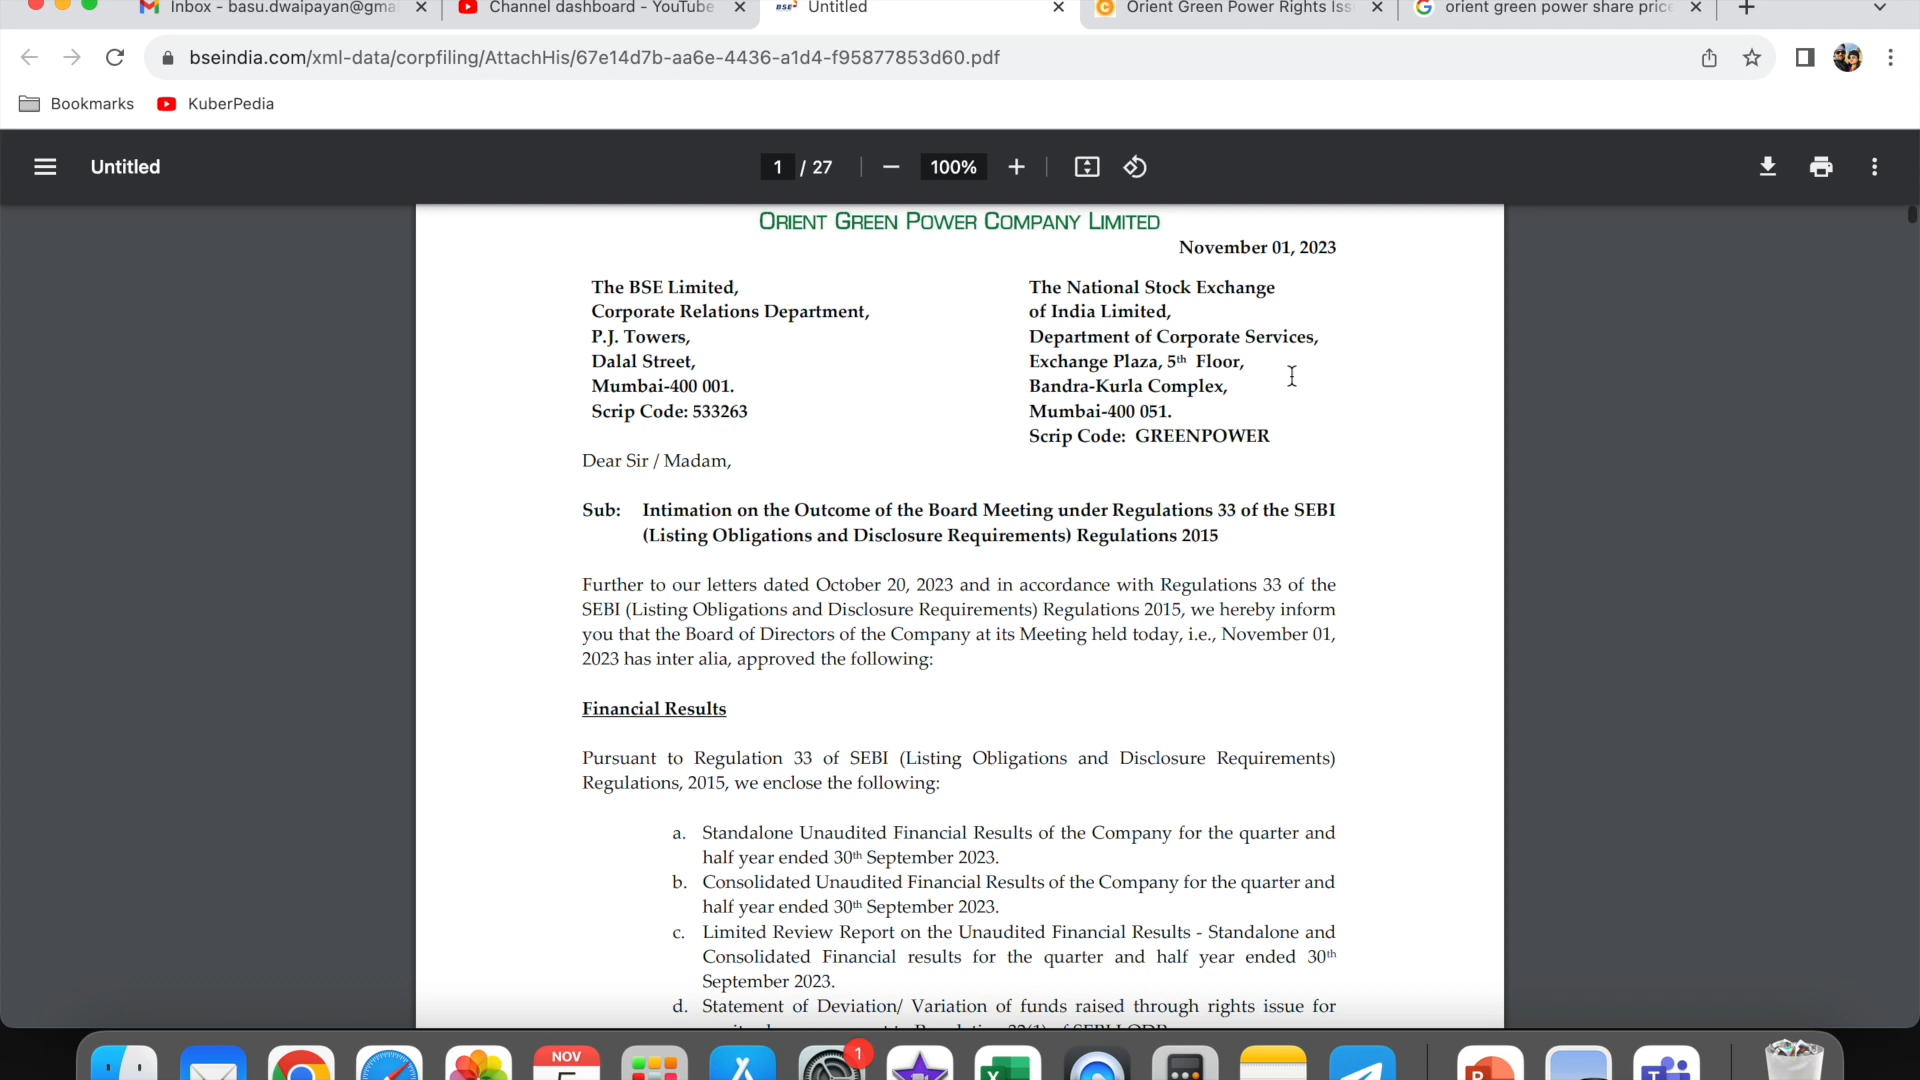 Inbox - basu.dwaipayan@gma
Channel dashboard - YouTube
BSE
Untitled
Orient Green Power Rights Iss
orient green power share price
bseindia.com/xml-data/corpfiling/AttachHis/67e14d7b-aa6e-4436-a1d4-f95877853d60.pdf
Bookmarks
KuberPedia
Untitled
1 / 27
100%
ORIENT GREEN POWER COMPANY LIMITED
November 01, 2023
The BSE Limited,
Corporate Relations Department,
P.J. Towers,
Dalal Street,
Mumbai-400 001.
Scrip Code: 533263
The National Stock Exchange
of India Limited,
Department of Corporate Services,
Exchange Plaza, 5th Floor,
Bandra-Kurla Complex,
Mumbai-400 051.
Scrip Code: GREENPOWER
Dear Sir / Madam,
Sub: Intimation on the Outcome of the Board Meeting under Regulations 33 of the SEBI
(Listing Obligations and Disclosure Requirements) Regulations 2015
Further to our letters dated October 20, 2023 and in accordance with Regulations 33 of the
SEBI (Listing Obligations and Disclosure Requirements) Regulations 2015, we hereby inform
you that the Board of Directors of the Company at its Meeting held today, i.e., November 01,
2023 has inter alia, approved the following:
Financial Results
Pursuant to Regulation 33 of SEBI (Listing Obligations and Disclosure Requirements)
Regulations, 2015, we enclose the following:
a. Standalone Unaudited Financial Results of the Company for the quarter and
half year ended 30th September 2023.
b. Consolidated Unaudited Financial Results of the Company for the quarter and
half year ended 30th September 2023.
c. Limited Review Report on the Unaudited Financial Results - Standalone and
Consolidated Financial results for the quarter and half year ended 30th
September 2023.
d. Statement of Deviation/ Variation of funds raised through rights issue for
NOV
1